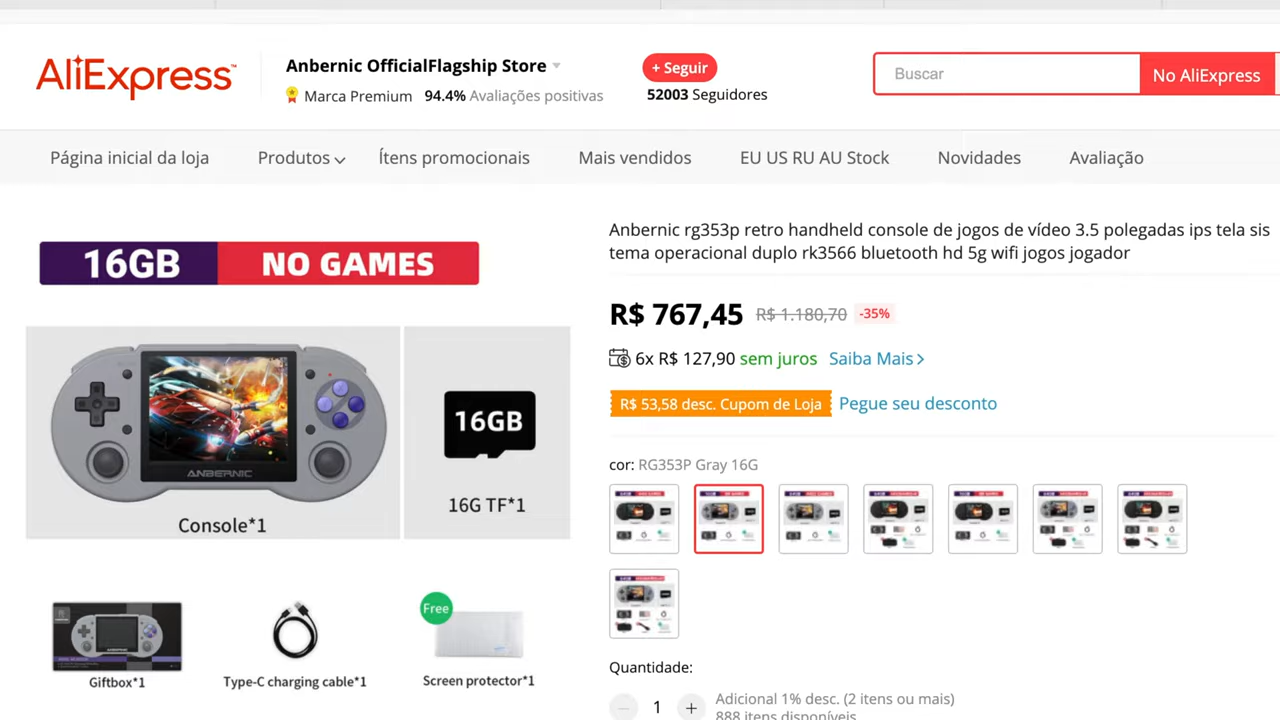 AliExpress™
Anbernic OfficialFlagship Store
+ Seguir
Buscar
No AliExpress
Marca Premium 94.4% Avaliações positivas
52003 Seguidores
Página inicial da loja
Produtos
Ítens promocionais
Mais vendidos
EU US RU AU Stock
Novidades
Avaliação
16GB NO GAMES
ANBERNIC
Console*1
16GB
16G TF*1
Giftbox*1
Type-C charging cable*1
Free
Screen protector*1
Anbernic rg353p retro handheld console de jogos de vídeo 3.5 polegadas ips tela sis
tema operacional duplo rk3566 bluetooth hd 5g wifi jogos jogador
R$ 767,45 R$ 1.180,70 -35%
6x R$ 127,90 sem juros Saiba Mais
R$ 53,58 desc. Cupom de Loja Pegue seu desconto
cor: RG353P Gray 16G
Quantidade:
1
Adicional 1% desc. (2 itens ou mais)
888 itens disponíveis